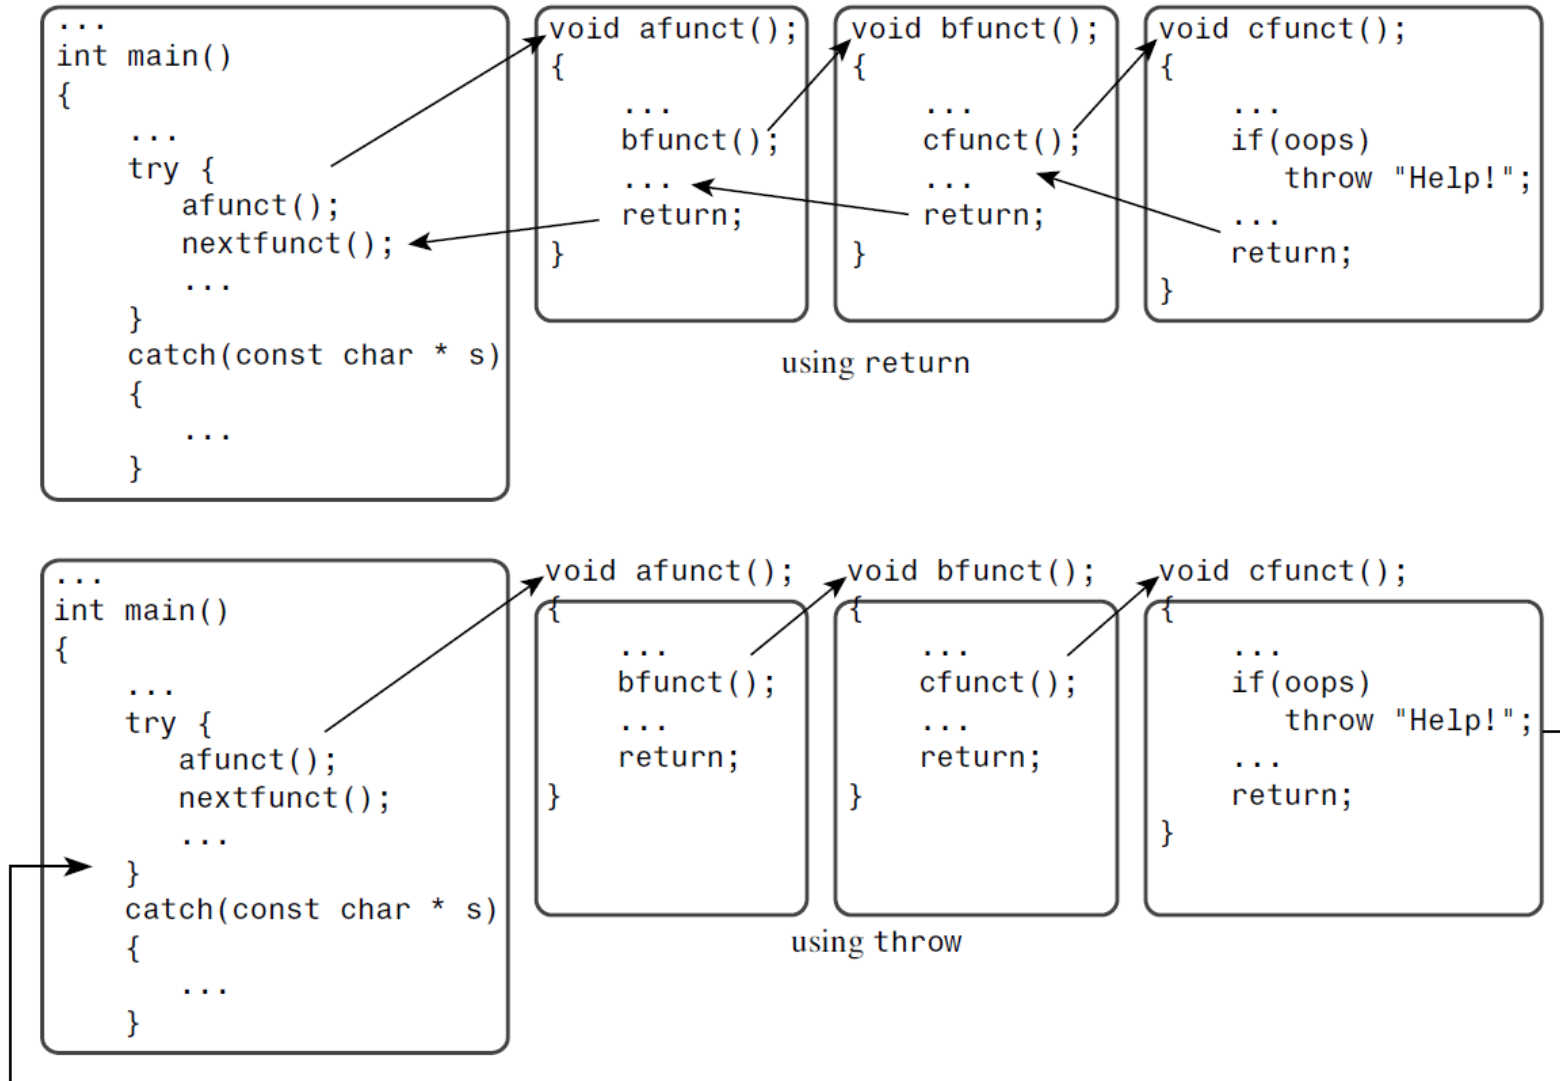 ...
int main()
{
...
try {
afunct();
nextfunct();
...
}
catch(const char * s)
{
...
}
void afunct();
{
...
bfunct();
...
return;
}
void bfunct();
{
...
cfunct();
...
return;
}
void cfunct();
{
...
if(oops)
throw "Help!";
...
return;
}
using return
...
int main()
{
...
try {
afunct();
nextfunct();
...
}
catch(const char * s)
{
...
}
void afunct();
{
...
bfunct();
...
return;
}
void bfunct();
{
...
cfunct();
...
return;
}
void cfunct();
{
...
if(oops)
throw "Help!";
...
return;
}
using throw